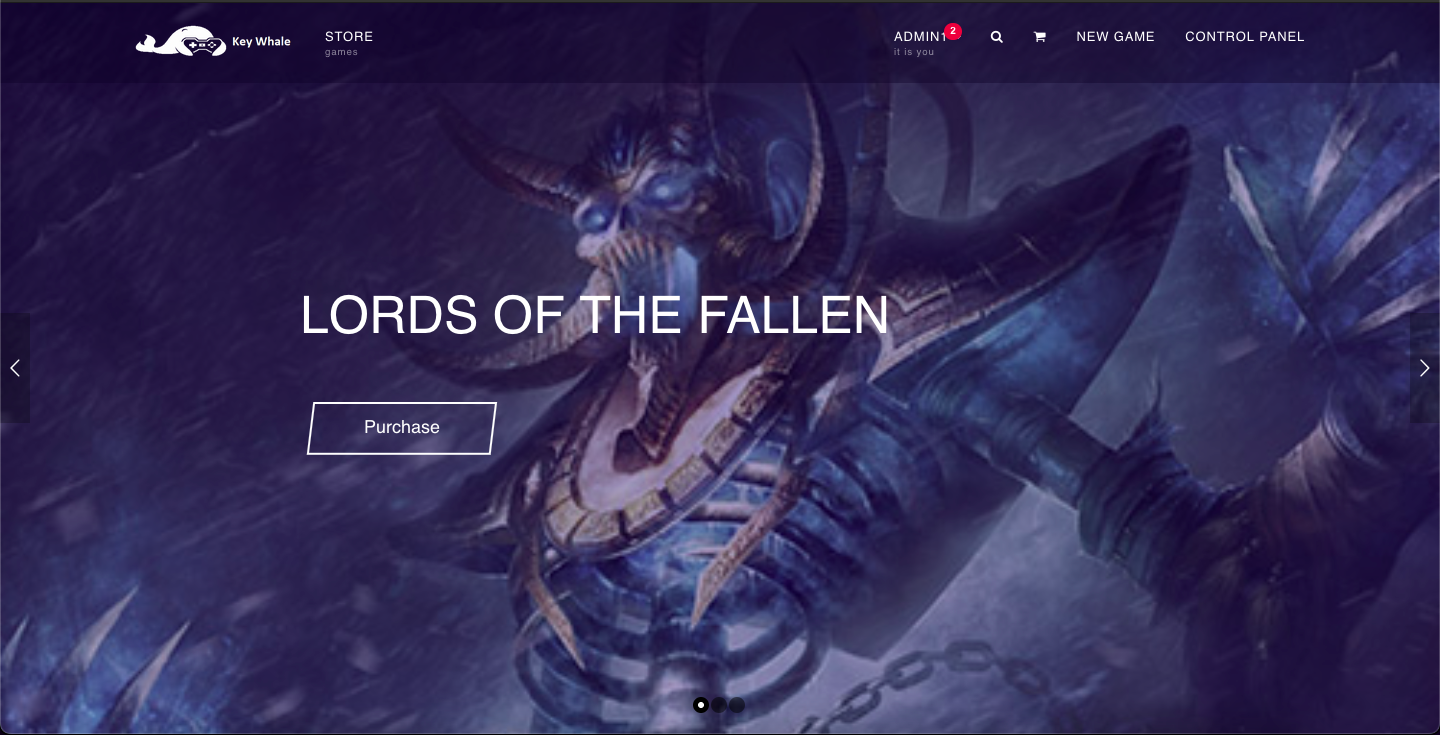 Key Whale
STORE
games
ADMIN1
2
it is you
NEW GAME
CONTROL PANEL
LORDS OF THE FALLEN
Purchase